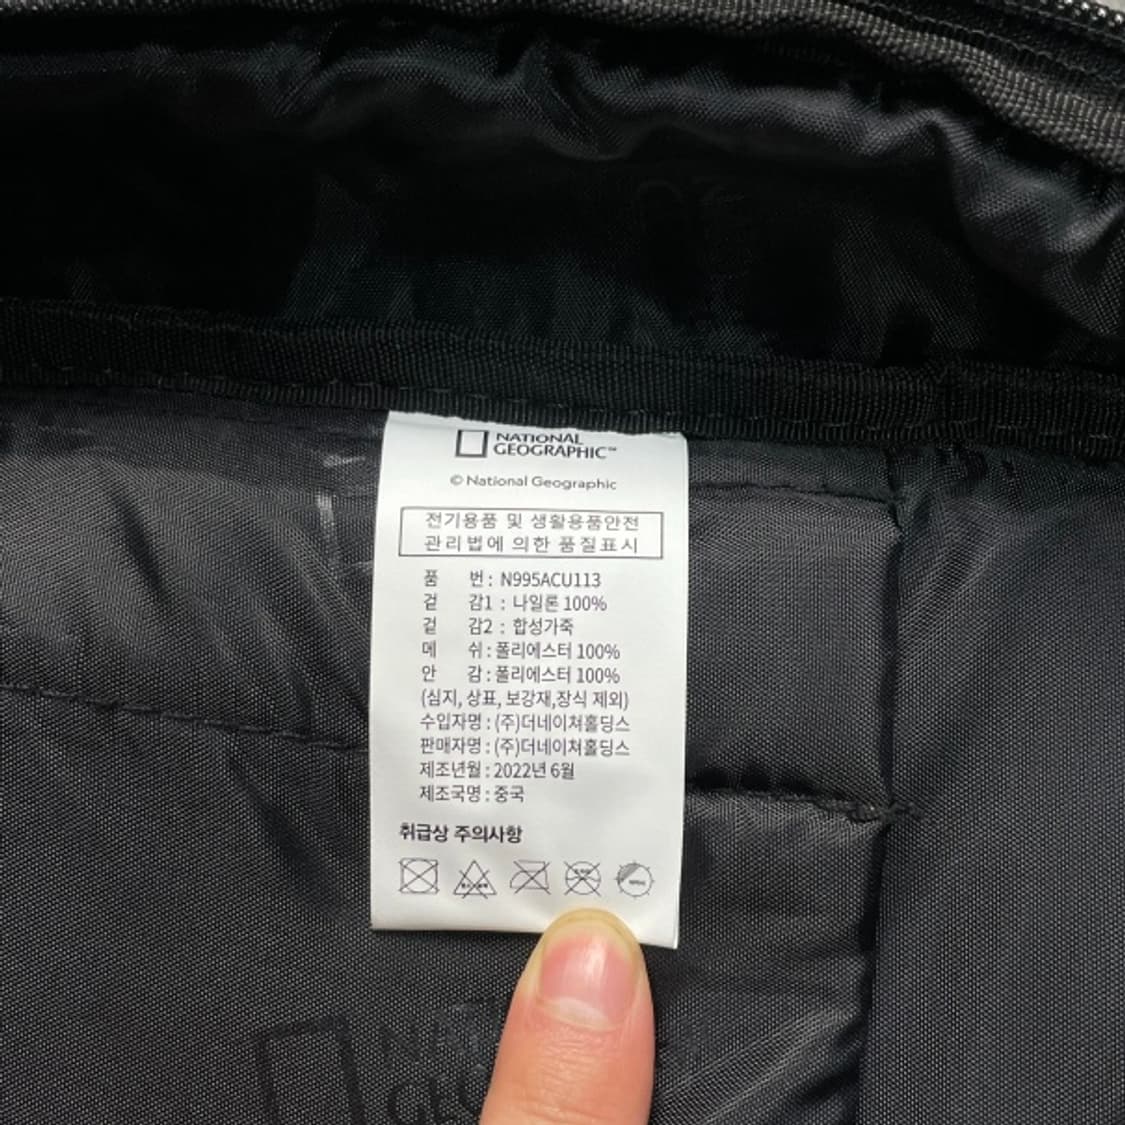 NATIONAL
GEOGRAPHIC™
© National Geographic
전기용품 및 생활용품안전
관리법에 의한 품질표시
품 번 : N995ACU113
겉 감1 : 나일론 100%
겉 감2 : 합성가죽
메 쉬 : 폴리에스터 100%
안 감 : 폴리에스터 100%
(심지, 상표, 보강재,장식 제외)
수입자명 : (주)더네이쳐홀딩스
판매자명 : (주)더네이쳐홀딩스
제조년월 : 2022년 6월
제조국명 : 중국
취급상 주의사항